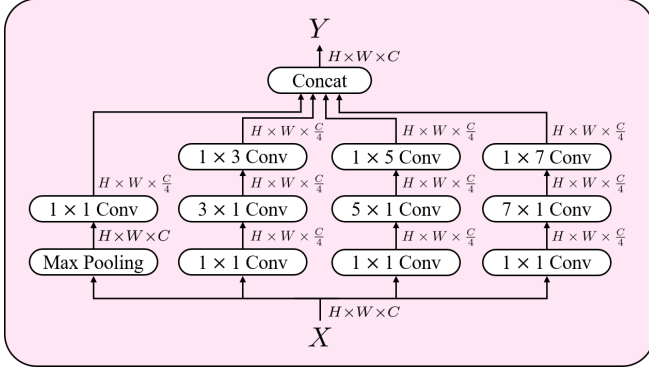 Y
H×W×C
Concat
H × W × C/4 H × W × C/4 H × W × C/4
1 × 3 Conv 1 × 5 Conv 1 × 7 Conv
H × W × C/4 H × W × C/4 H × W × C/4 H × W × C/4
1 × 1 Conv 3 × 1 Conv 5 × 1 Conv 7 × 1 Conv
H×W×C H × W × C/4 H × W × C/4 H × W × C/4
Max Pooling 1 × 1 Conv 1 × 1 Conv 1 × 1 Conv
H×W×C
X